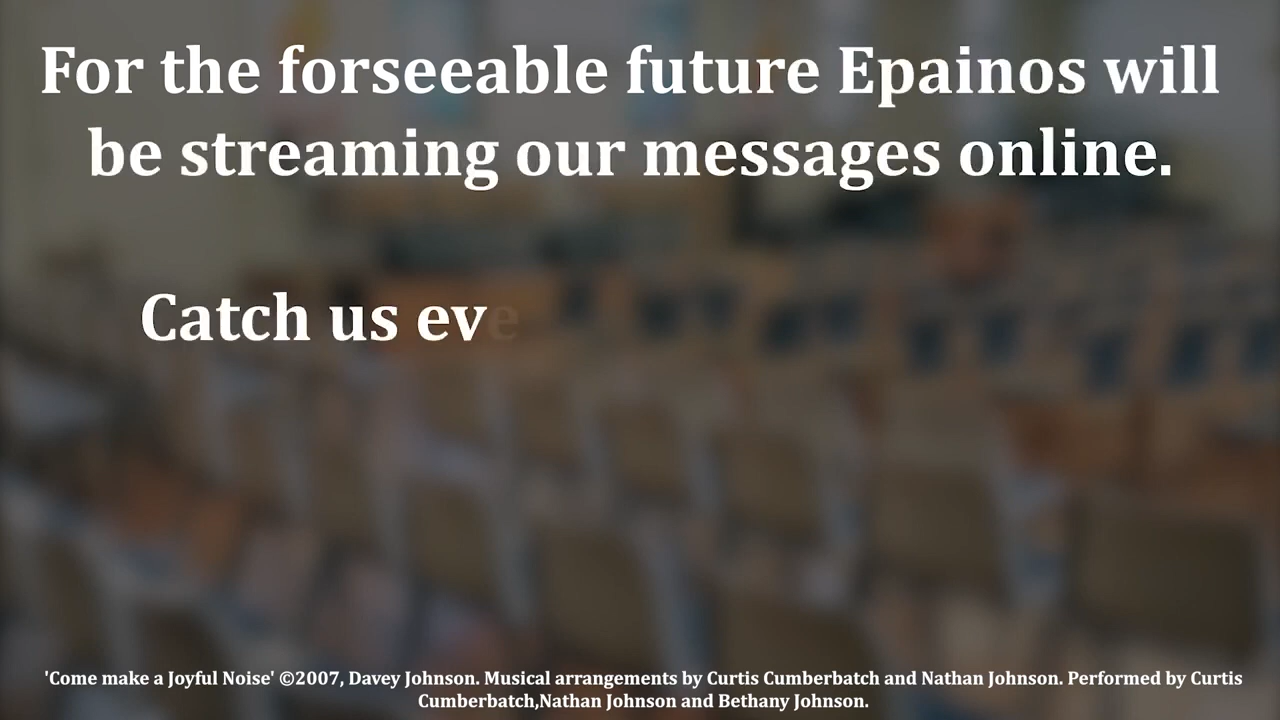 For the forseeable future Epainos will
be streaming our messages online.
Catch us eve
'Come make a Joyful Noise' ©2007, Davey Johnson. Musical arrangements by Curtis Cumberbatch and Nathan Johnson. Performed by Curtis
Cumberbatch,Nathan Johnson and Bethany Johnson.